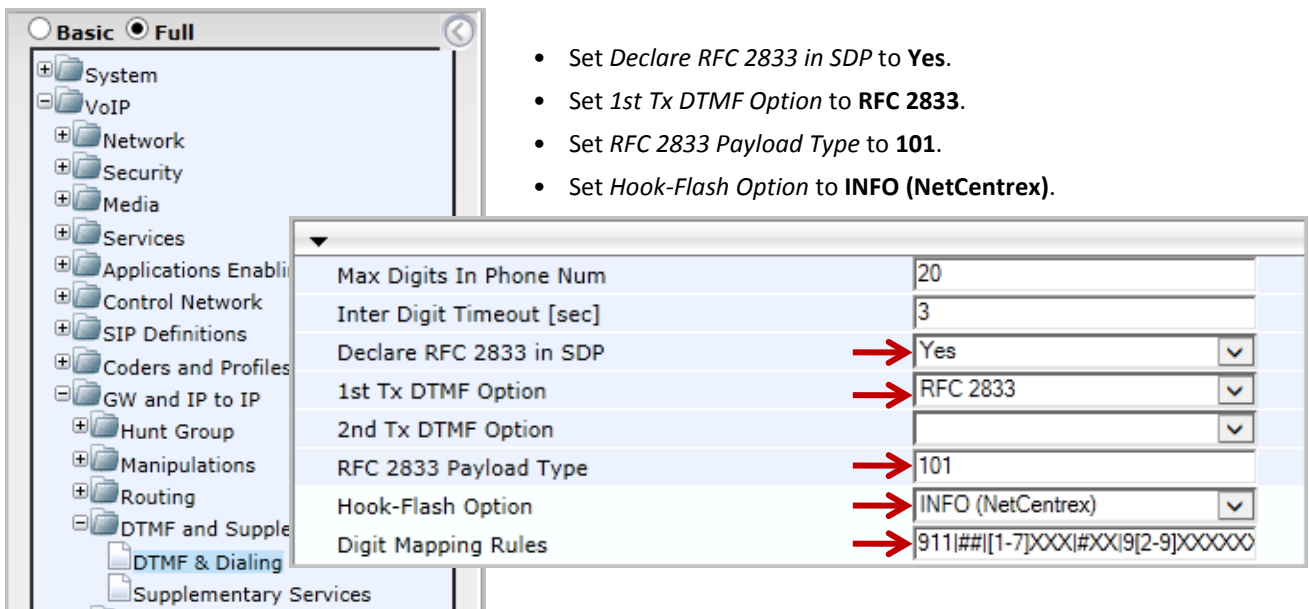 Basic Full
System
VoIP
Network
Security
Media
Services
Applications Enabli
Control Network
SIP Definitions
Coders and Profiles
GW and IP to IP
Hunt Group
Manipulations
Routing
DTMF and Supple
DTMF & Dialing
Supplementary Services
• Set Declare RFC 2833 in SDP to Yes.
• Set 1st Tx DTMF Option to RFC 2833.
• Set RFC 2833 Payload Type to 101.
• Set Hook-Flash Option to INFO (NetCentrex).
Max Digits In Phone Num 20
Inter Digit Timeout [sec] 3
Declare RFC 2833 in SDP Yes
1st Tx DTMF Option RFC 2833
2nd Tx DTMF Option
RFC 2833 Payload Type 101
Hook-Flash Option INFO (NetCentrex)
Digit Mapping Rules 911|##|[1-7]XXX|#XX|9[2-9]XXXXXX